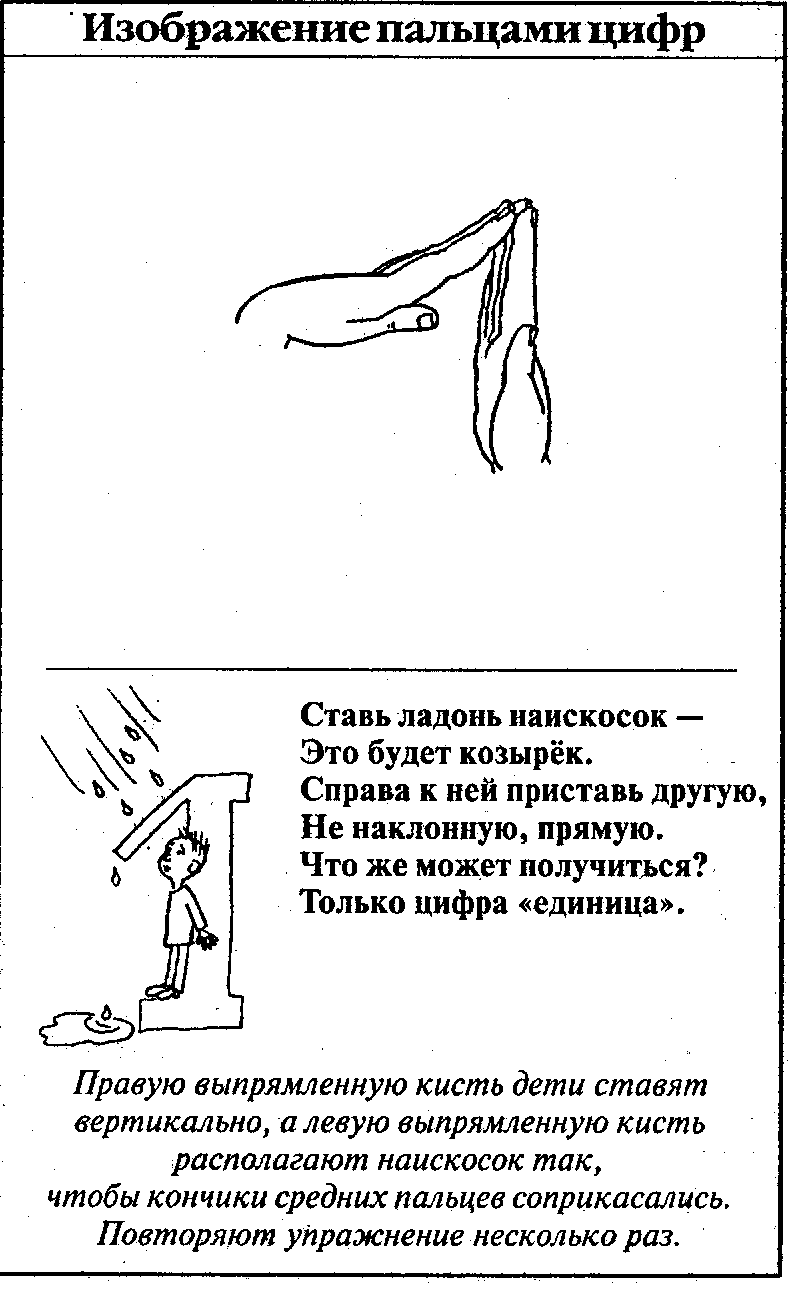 Изображение пальцами цифр
Ставь ладонь наискосок —
Это будет козырёк.
Справа к ней приставь другую,
Не наклонную, прямую.
Что же может получиться?
Только цифра «единица».
Правую выпрямленную кисть дети ставят
вертикально, а левую выпрямленную кисть
располагают наискосок так,
чтобы кончики средних пальцев соприкасались.
Повторяют упражнение несколько раз.